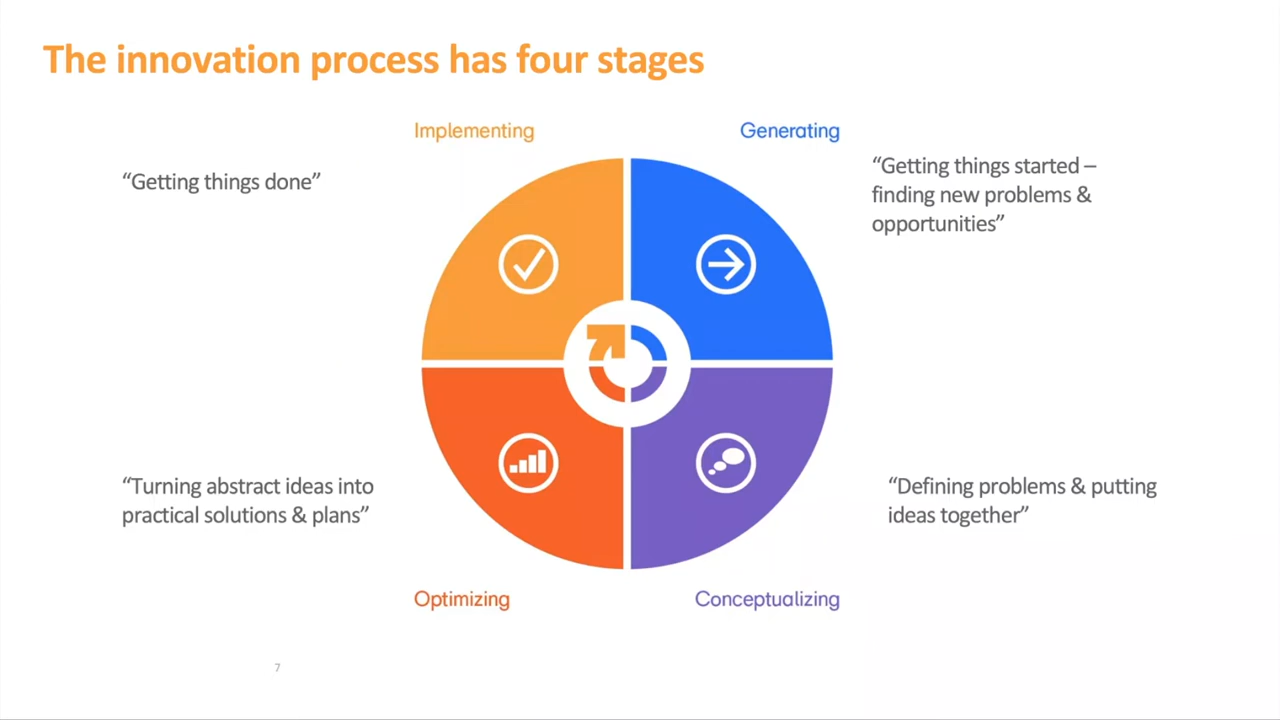 The innovation process has four stages
Implementing
Generating
“Getting things done”
“Getting things started –
finding new problems &
opportunities”
“Turning abstract ideas into
practical solutions & plans”
“Defining problems & putting
ideas together”
Optimizing
Conceptualizing
7